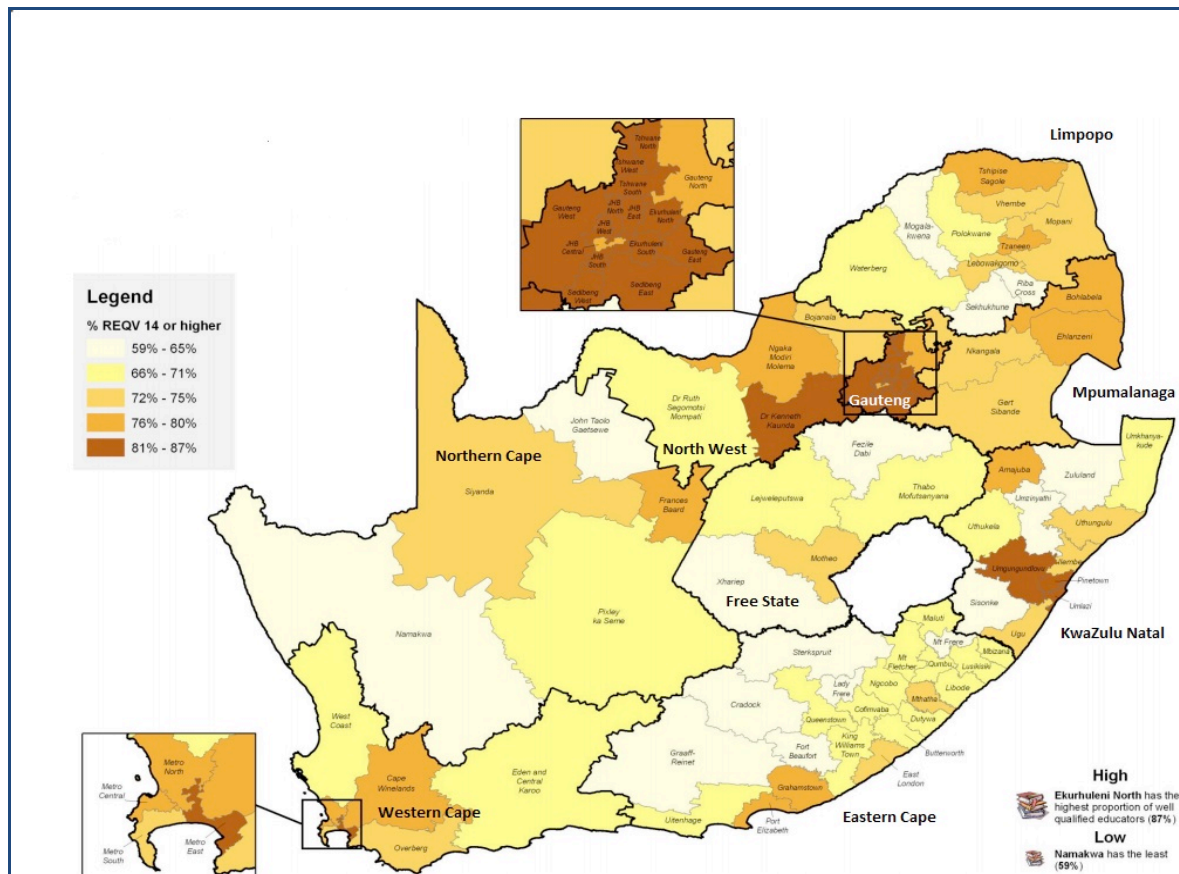 Limpopo
Tshwane
North
Tshwane
West
Gauteng
North
Tshwane
South
Gauteng
West
JHB
North
JHB
East
Ekurhuleni
North
JHB
West
JHB
Central
Ekurhuleni
South
JHB
South
Gauteng
East
Sedibeng
West
Sedibeng
East
Tshipise
Sagole
Vhembe
Mopani
Mogala-
kwena
Polokwane
Tzaneen
Lebowakgomo
Waterberg
Riba
Cross
Sekhukhune
Bohlabela
Ehlanzeni
Nkangala
Gert
Sibande
Mpumalanaga
Legend
% REQV 14 or higher
59% - 65%
66% - 71%
72% - 75%
76% - 80%
81% - 87%
Bojanala
Ngaka
Modiri
Molema
Dr Ruth
Segomotsi
Mompati
Dr Kenneth
Kaunda
Gauteng
North West
John Taolo
Gaetsewe
Northern Cape
Siyanda
Frances
Baard
Fezile
Dabi
Lejweleputswa
Thabo
Mofutsanyana
Motheo
Xhariep
Free State
Amajuba
Zululand
Umkhanya-
kude
Umzinyathi
Uthukela
Uthungulu
Umgungundlovu
Pinetown
Umlazi
Sisonke
Ugu
KwaZulu Natal
Namakwa
Pixley
ka Seme
Maluti
Mt Frere
Mbizana
Sterkspruit
Mt
Fletcher
Qumbu
Lusikisiki
Lady
Frere
Ngcobo
Libode
Mthatha
Cradock
Cofimvaba
Queenstown
Dutywa
King
Williams
Town
Butterworth
Fort
Beaufort
Graaff-
Reinet
East
London
Grahamstown
Port
Elizabeth
Uitenhage
Eastern Cape
West
Coast
Cape
Winelands
Eden and
Central
Karoo
Western Cape
Overberg
Metro
North
Metro
Central
Metro
South
Metro
East
High
Ekurhuleni North has the
highest proportion of well
qualified educators (87%)
Low
Namakwa has the least
(59%)